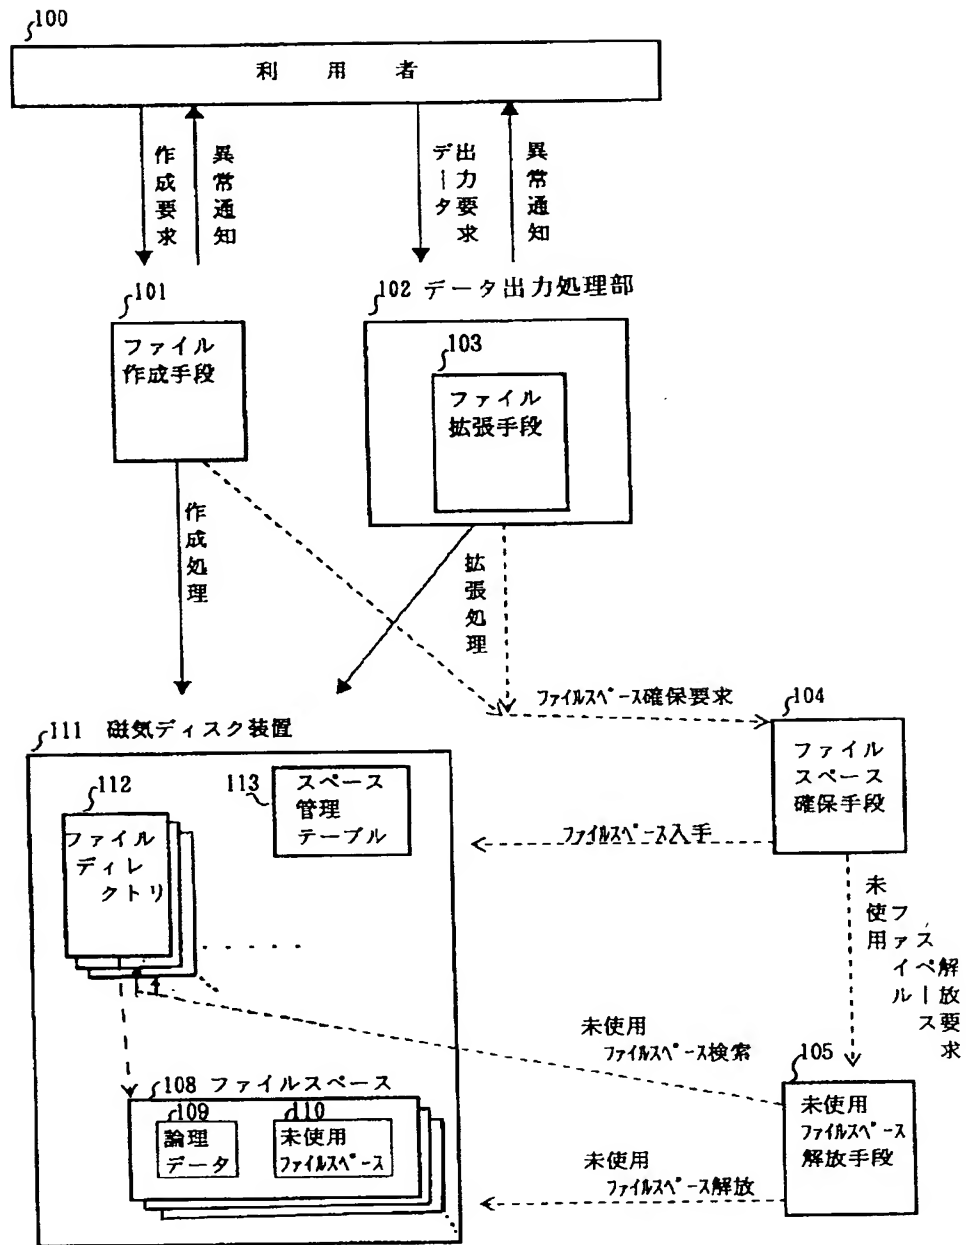 100
利用者
作成要求
異常通知
データ
出力要求
異常通知
101
ファイル
作成手段
102 データ出力処理部
103
ファイル
拡張手段
作成処理
拡張処理
ファイルスペース確保要求
104
ファイル
スペース
確保手段
ファイルスペース入手
111 磁気ディスク装置
112
ファイル
ディレ
クトリ
113
スペース
管理
テーブル
未使用
ファイル
スペース
解放要求
未使用
ファイルスペース検索
105
未使用
ファイルスペース
解放手段
108 ファイルスペース
109
論理
データ
110
未使用
ファイルスペース
未使用
ファイルスペース解放